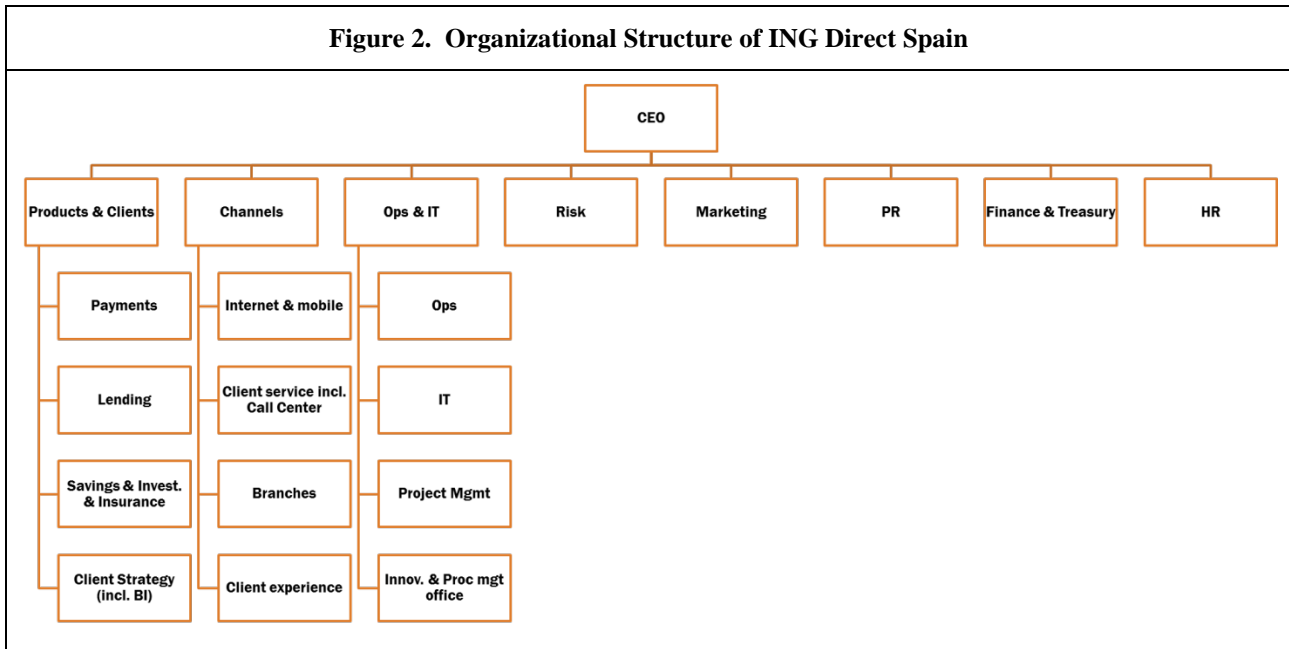 Figure 2. Organizational Structure of ING Direct Spain
CEO
Products & Clients
Channels
Ops & IT
Risk
Marketing
PR
Finance & Treasury
HR
Payments
Internet & mobile
Ops
Lending
Client service incl.
Call Center
IT
Savings & Invest.
& Insurance
Branches
Project Mgmt
Client Strategy
(incl. BI)
Client experience
Innov. & Proc mgt
office